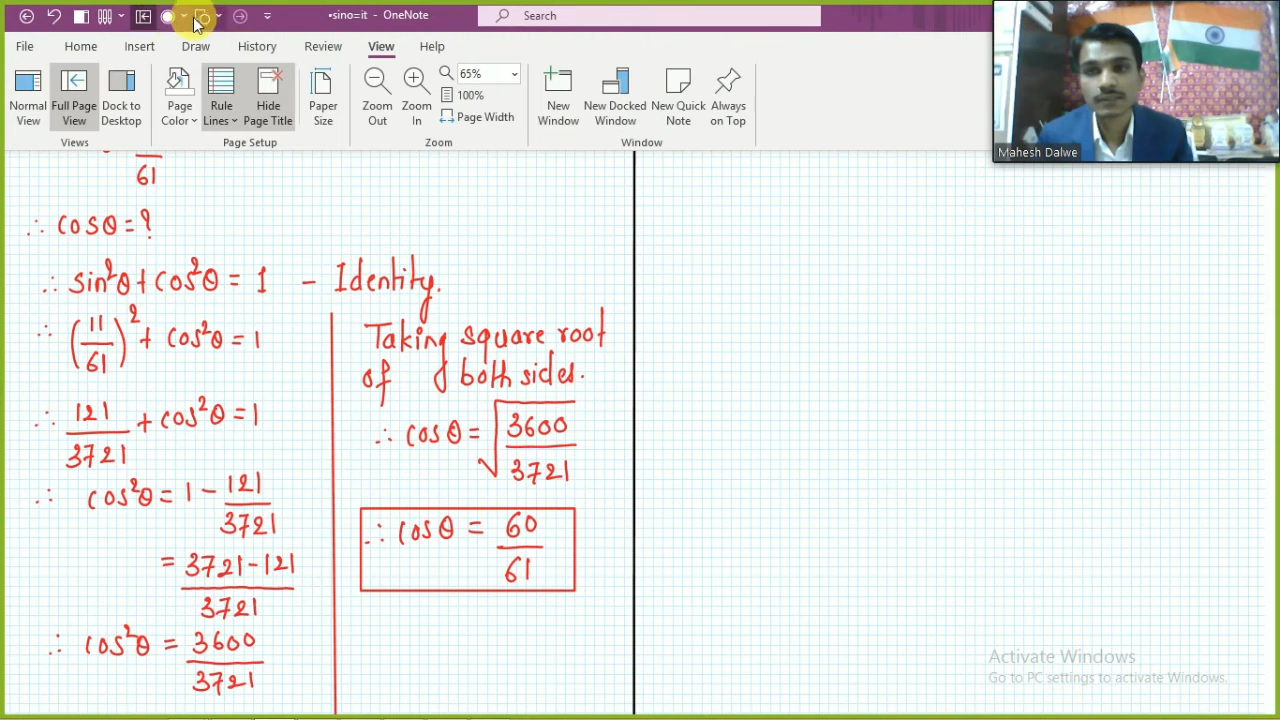 •sino=it - OneNote
Search
File Home Insert Draw History Review View Help
Normal View
Full Page View
Dock to Desktop
Page Color
Rule Lines
Hide Page Title
Paper Size
Zoom Out
Zoom In
65%
100%
Page Width
New Window
New Docked Window
New Quick Note
Always on Top
Views
Page Setup
Zoom
Window
Mahesh Dalwe
61
∴ cosθ = ?
∴ sin²θ + cos²θ = 1 - Identity.
∴ (11/61)² + cos²θ = 1
∴ 121/3721 + cos²θ = 1
∴ cos²θ = 1 - 121/3721
= 3721-121/3721
∴ cos²θ = 3600/3721
Taking square root
of both sides.
∴ cosθ = √3600/3721
∴ cosθ = 60/61
Activate Windows
Go to PC settings to activate Windows.